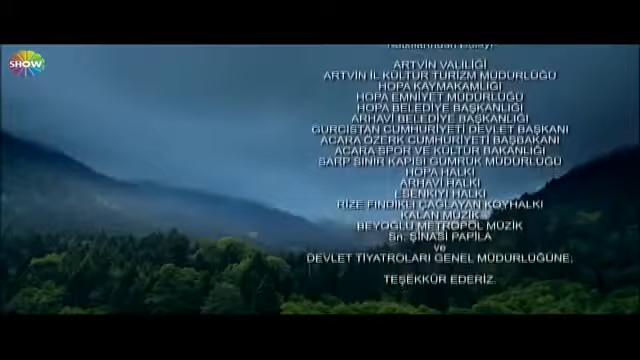 SHOW
ARTVİN VALİLİĞİ
ARTVİN İL KÜLTÜR TURİZM MÜDÜRLÜĞÜ
HOPA KAYMAKAMLIĞI
HOPA EMNİYET MÜDÜRLÜĞÜ
HOPA BELEDİYE BAŞKANLIĞI
ARHAVİ BELEDİYE BAŞKANLIĞI
GÜRCİSTAN CUMHURİYETİ DEVLET BAŞKANI
ACARA ÖZERK CUMHURİYETİ BAŞBAKANI
ACARA SPOR VE KÜLTÜR BAKANLIĞI
SARP SINIR KAPISI GÜMRÜK MÜDÜRLÜĞÜ
HOPA HALKI
ARHAVİ HALKI
ESENKIYI HALKI
RİZE FINDIKLI ÇAĞLAYAN KÖYHALKI
KALAN MÜZİK
BEYOĞLU METROPOL MÜZİK
Sn. ŞİNASİ PAPİLA
ve
DEVLET TİYATROLARI GENEL MÜDÜRLÜĞÜNE;
TEŞEKKÜR EDERİZ.